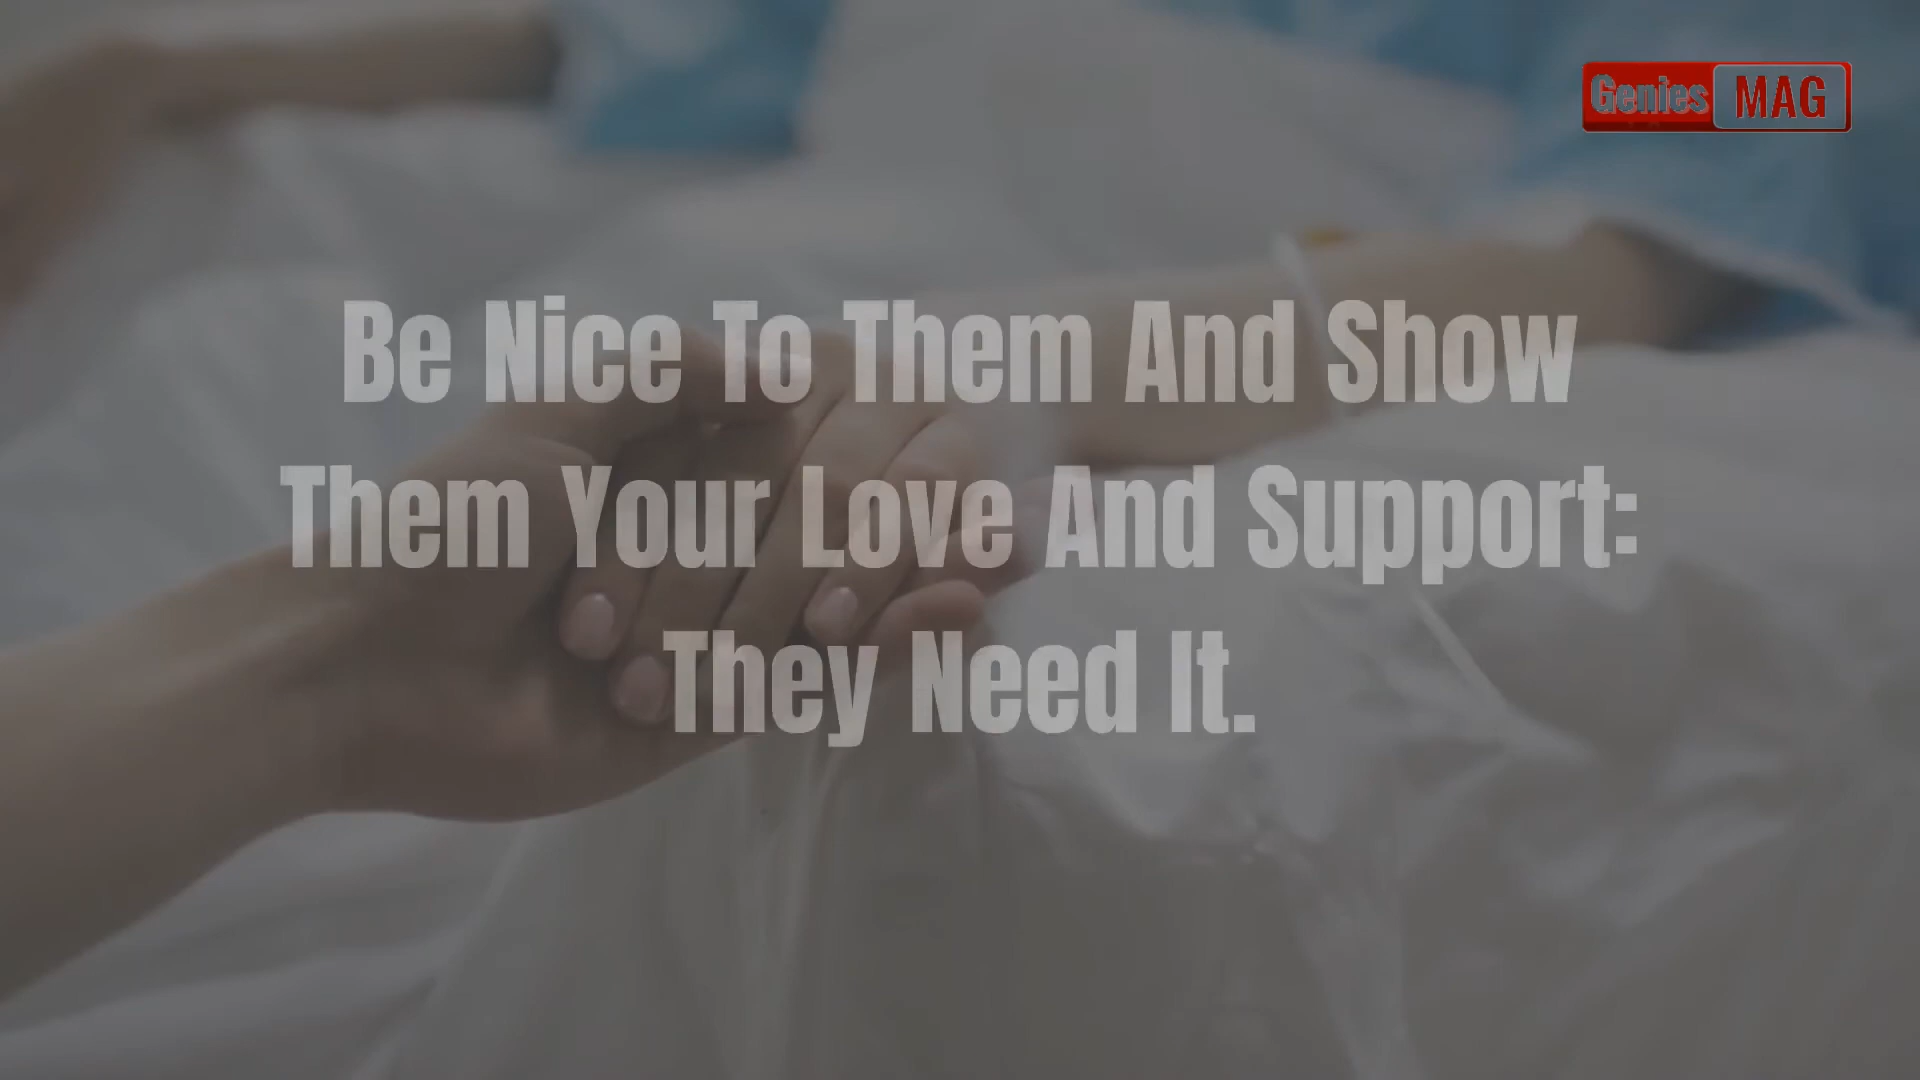 Genies MAG
Be Nice To Them And Show
Them Your Love And Support:
They Need It.